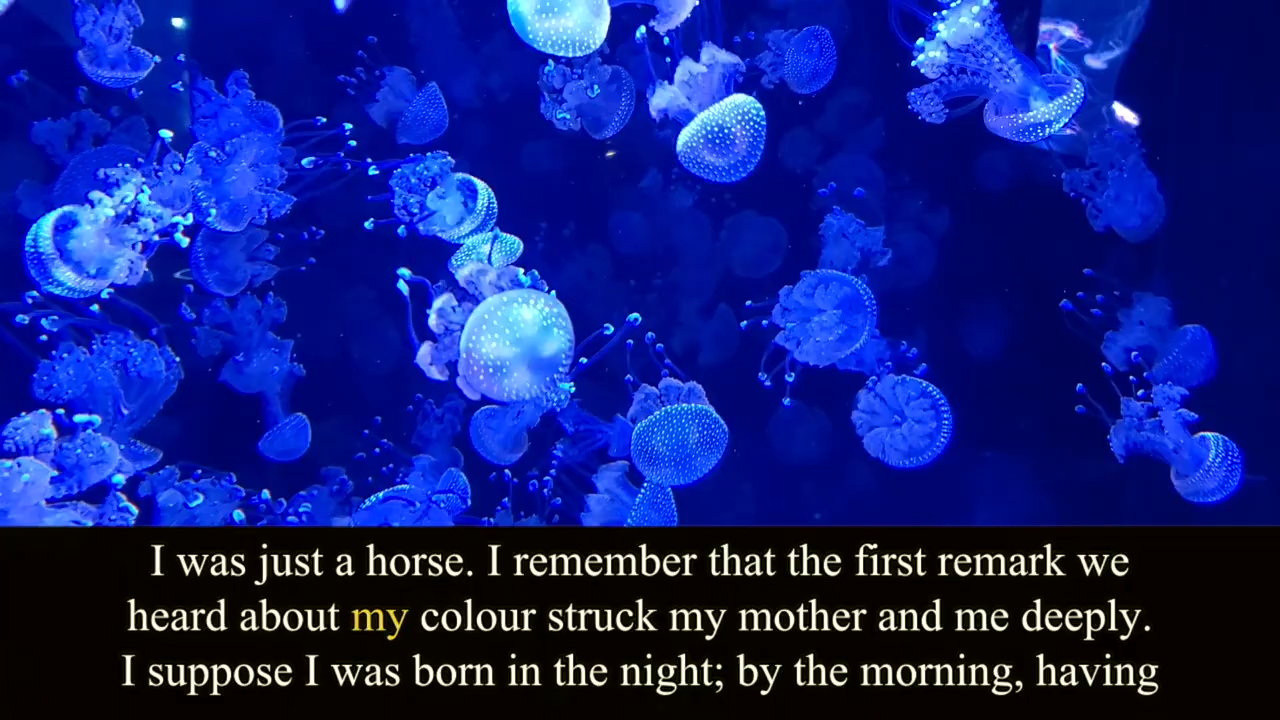 I was just a horse. I remember that the first remark we
heard about my colour struck my mother and me deeply.
I suppose I was born in the night; by the morning, having